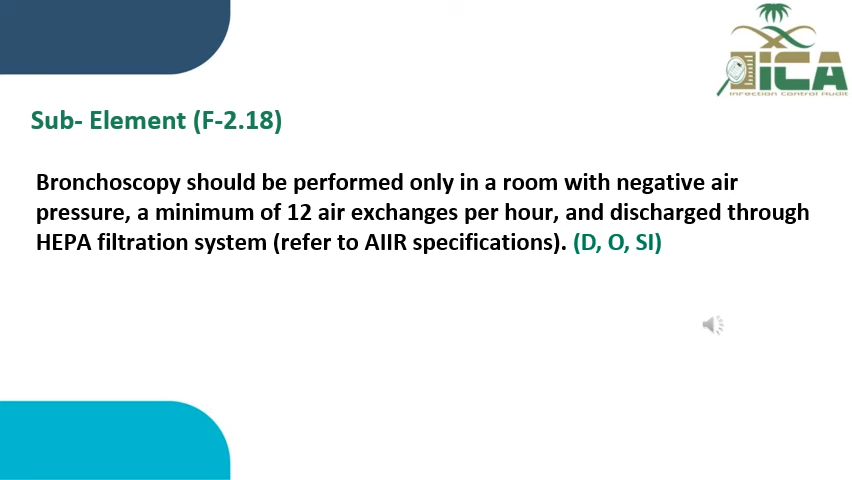 iCA
Infection Control Audit
Sub- Element (F-2.18)
Bronchoscopy should be performed only in a room with negative air
pressure, a minimum of 12 air exchanges per hour, and discharged through
HEPA filtration system (refer to AIIR specifications). (D, O, SI)